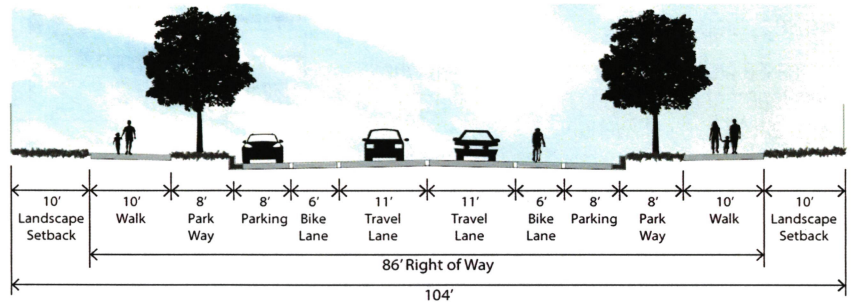 10' 10' 8' 8' 6' 11' 11' 6' 8' 8' 10' 10'
Landscape Walk Park Parking Bike Travel Travel Bike Parking Park Walk Landscape
Setback Way Lane Lane Lane Lane Way Setback
86' Right of Way
104'